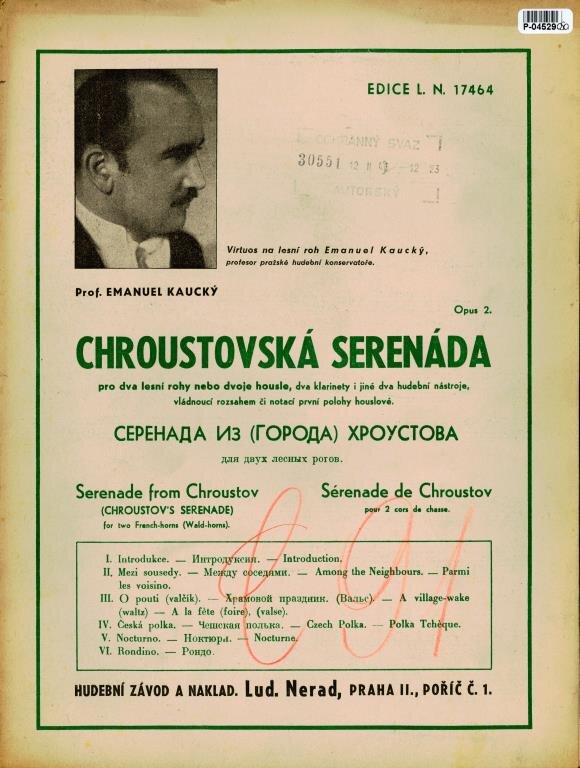 P-04529
EDICE L. N. 17464
OCHRANNÝ SVAZ
30551
AUTORSKÝ
Virtuos na lesní roh Emanuel Kaucký,
profesor pražské hudební konservatoře.
Prof. EMANUEL KAUCKÝ
Opus 2.
CHROUSTOVSKÁ SERENÁDA
pro dva lesní rohy nebo dvoje housle, dva klarinety i jiné dva hudební nástroje,
vládnoucí rozsahem či notací první polohy houslové.
СЕРЕНАДА ИЗ (ГОРОДА) ХРОУСТОВА
для двух лесных рогов.
Serenade from Chroustov
(CHROUSTOV'S SERENADE)
for two French-horns (Wald-horns).
Sérenade de Chroustov
pour 2 cors de chasse.
I. Introdukce. — Интродуксия. — Introduction.
II. Mezi sousedy. — Между соседями. — Among the Neighbours. — Parmi
les voisino.
III. O pouti (valčík). — Храмовой праздник. (Вальс). — A village-wake
(waltz) — A la fête (foire), (valse).
IV. Česká polka. — Чешская полька. — Czech Polka. — Polka Tchèque.
V. Nocturno. — Ноктюрн. — Nocturne.
VI. Rondino. — Рондо.
HUDEBNÍ ZÁVOD A NAKLAD. Lud. Nerad, PRAHA II., POŘÍČ Č. 1.